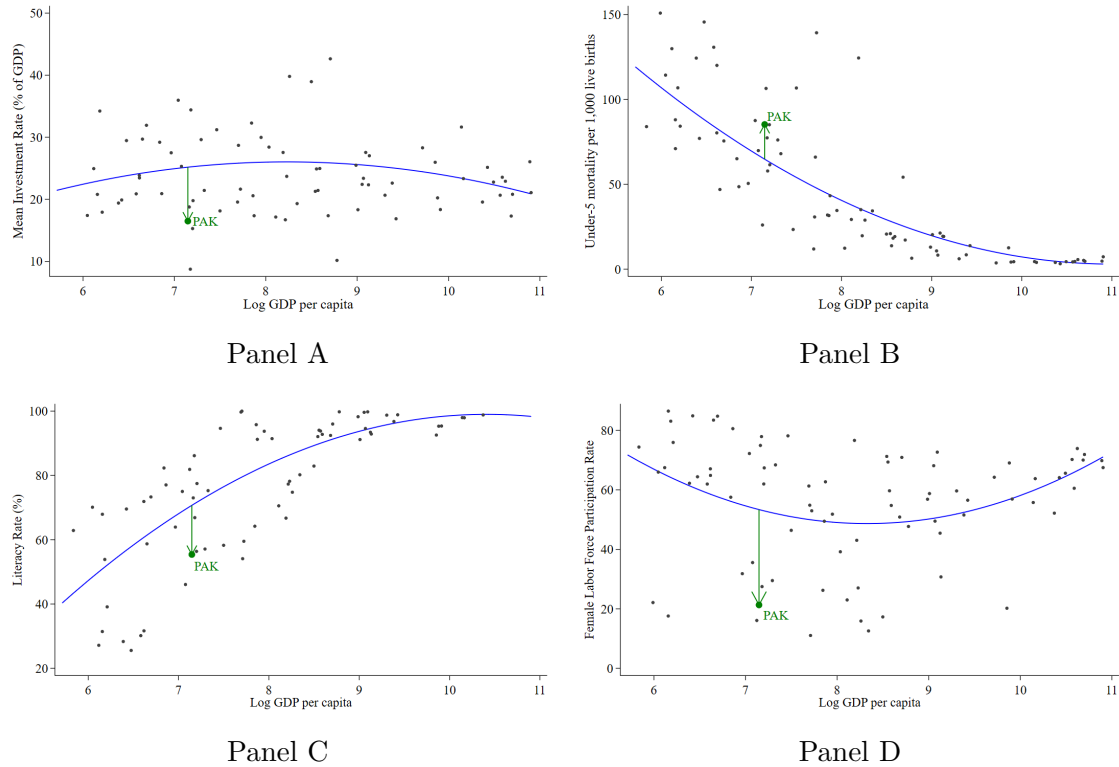 Mean Investment Rate (% of GDP)
50
40
30
20
10
PAK
6 7 8 9 10 11
Log GDP per capita
Panel A
Under-5 mortality per 1,000 live births
150
100
50
0
PAK
6 7 8 9 10 11
Log GDP per capita
Panel B
Literacy Rate (%)
100
80
60
40
20
PAK
6 7 8 9 10 11
Log GDP per capita
Panel C
Female Labor Force Participation Rate
80
60
40
20
0
PAK
6 7 8 9 10 11
Log GDP per capita
Panel D